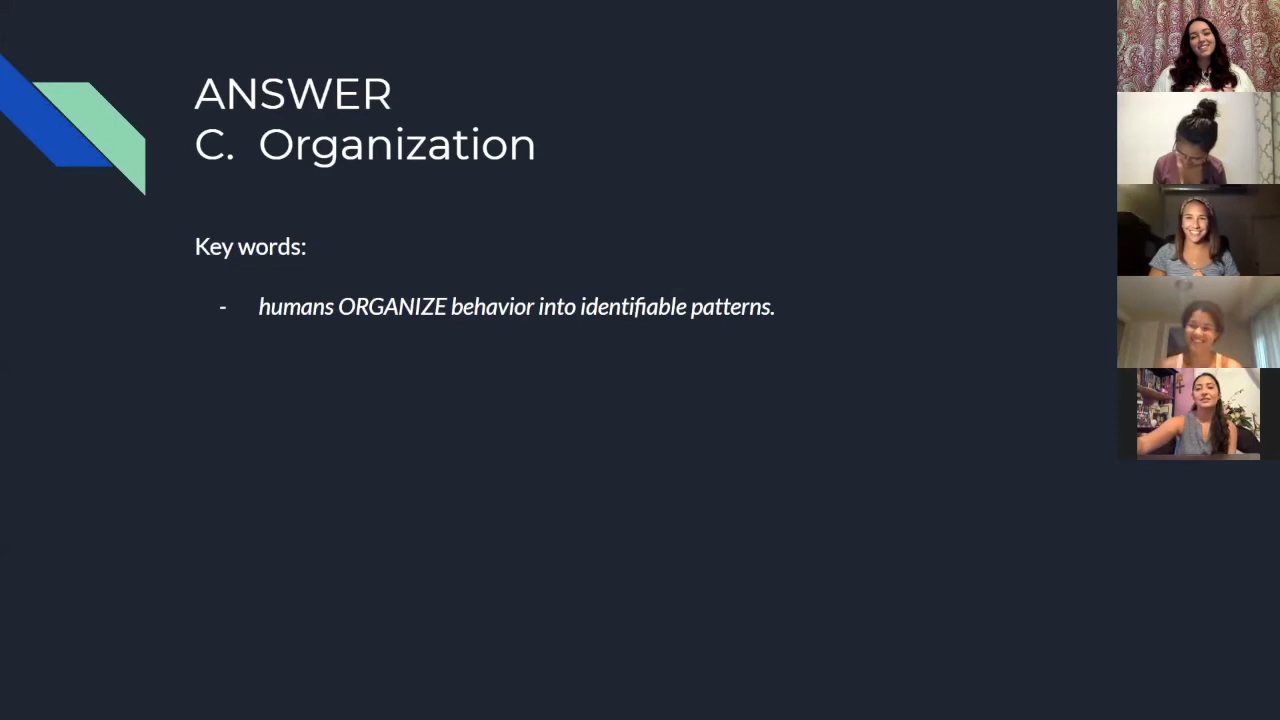 ANSWER
C. Organization
Key words:
- humans ORGANIZE behavior into identifiable patterns.